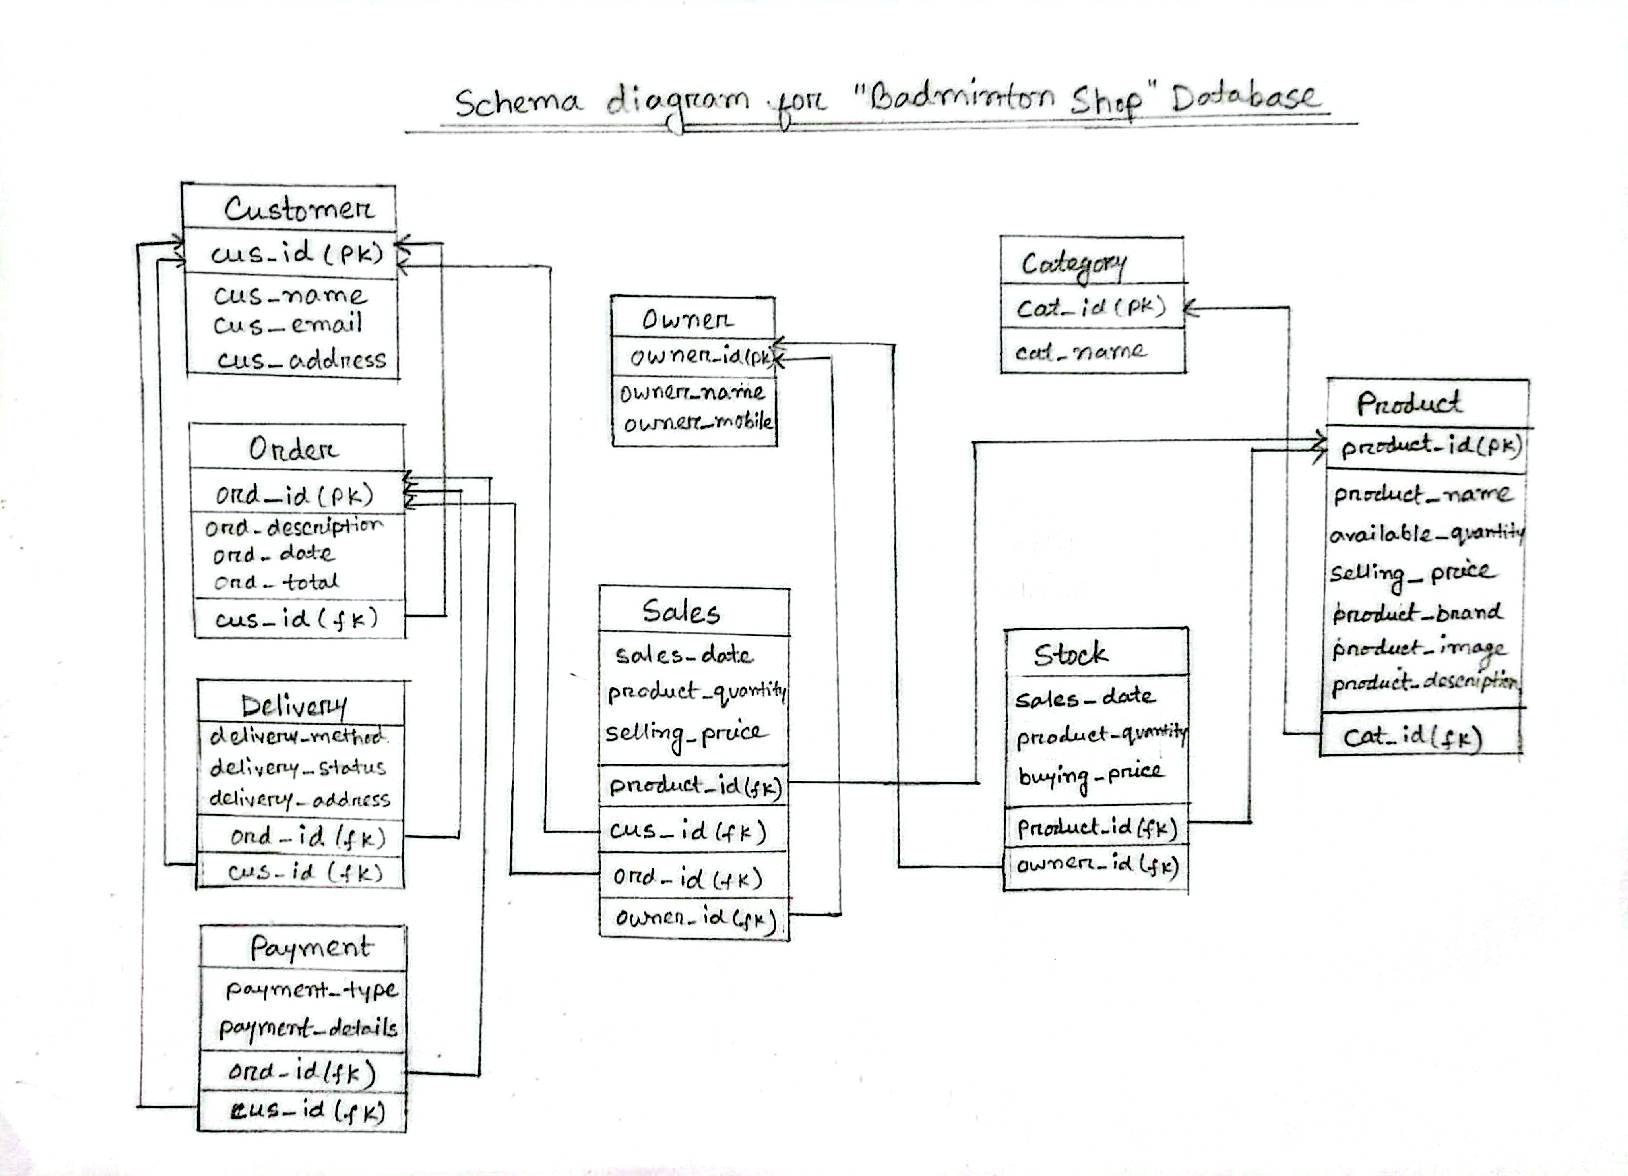 Schema diagram for "Badminton Shop" Database
Customer
cus_id (pk)
cus_name
cus_email
cus_address
Order
ord_id (pk)
ord_description
ord_date
ord_total
cus_id (fk)
Delivery
delivery_method
delivery_status
delivery_address
ord_id (fk)
cus_id (fk)
Payment
payment_type
payment_details
ord_id (fk)
cus_id (fk)
Owner
owner_id (pk)
owner_name
owner_mobile
Sales
sales_date
product_quantity
selling_price
product_id (fk)
cus_id (fk)
ord_id (fk)
owner_id (fk)
Category
cat_id (pk)
cat_name
Stock
sales_date
product_quantity
buying_price
Product_id (fk)
owner_id (fk)
Product
product_id (pk)
product_name
available_quantity
selling_price
product_brand
product_image
product_description
cat_id (fk)